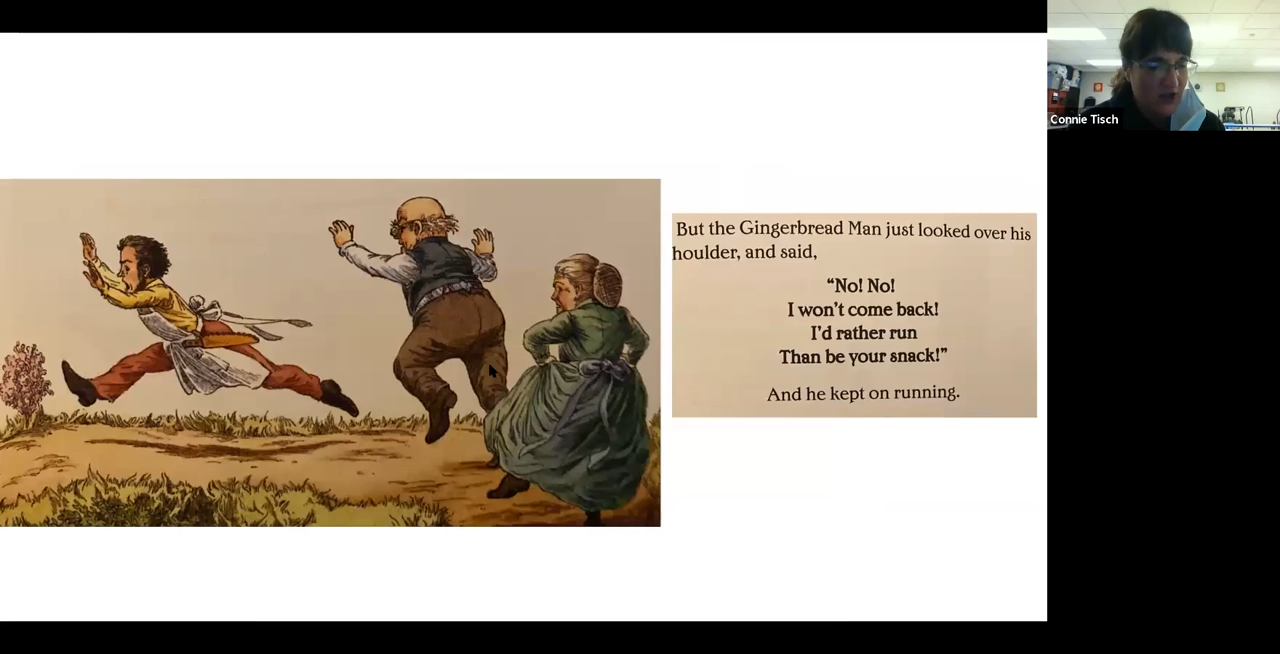 But the Gingerbread Man just looked over his
houlder, and said,
“No! No!
I won’t come back!
I’d rather run
Than be your snack!”
And he kept on running.
Connie Tisch